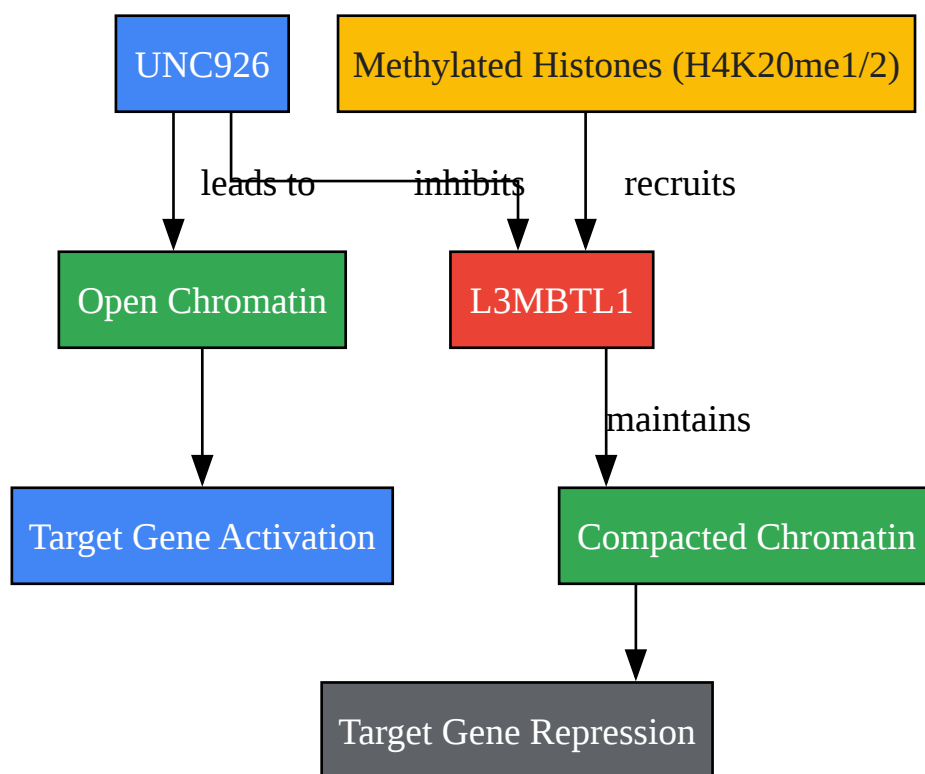 UNC926
Methylated Histones (H4K20me1/2)
leads to
inhibits
recruits
Open Chromatin
L3MBTL1
maintains
Target Gene Activation
Compacted Chromatin
Target Gene Repression